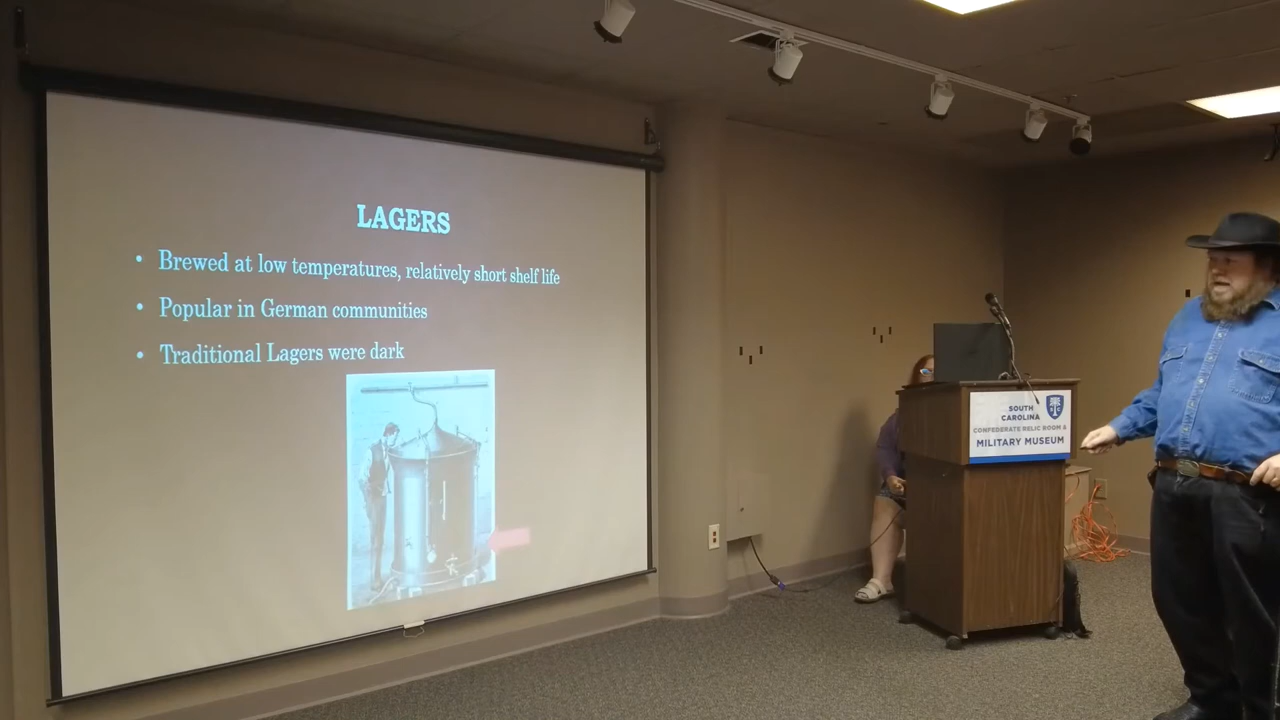 LAGERS
• Brewed at low temperatures, relatively short shelf life
• Popular in German communities
• Traditional Lagers were dark
SOUTH
CAROLINA
CONFEDERATE RELIC ROOM &
MILITARY MUSEUM